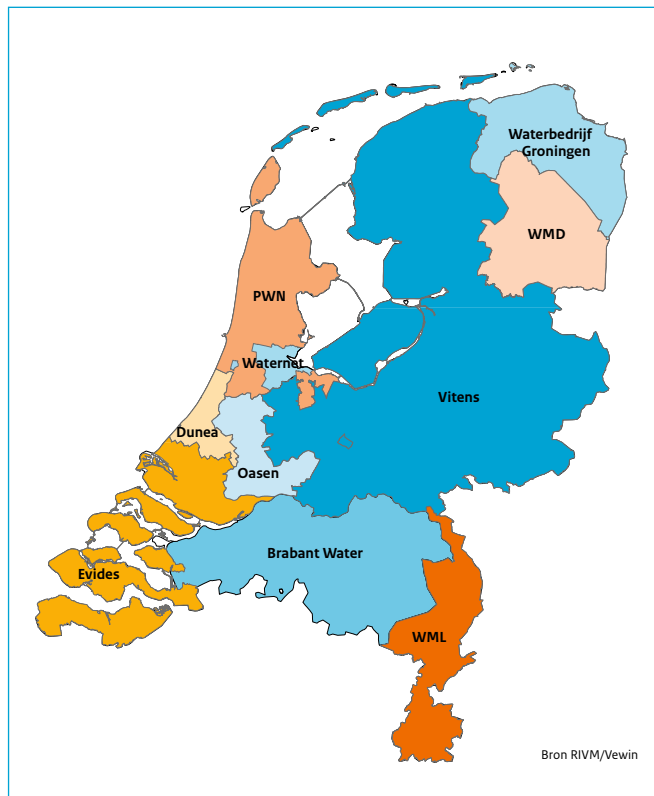 Waterbedrijf
Groningen
WMD
PWN
Waternet
Vitens
Dunea
Oasen
Brabant Water
Evides
WML
Bron RIVM/Vewin